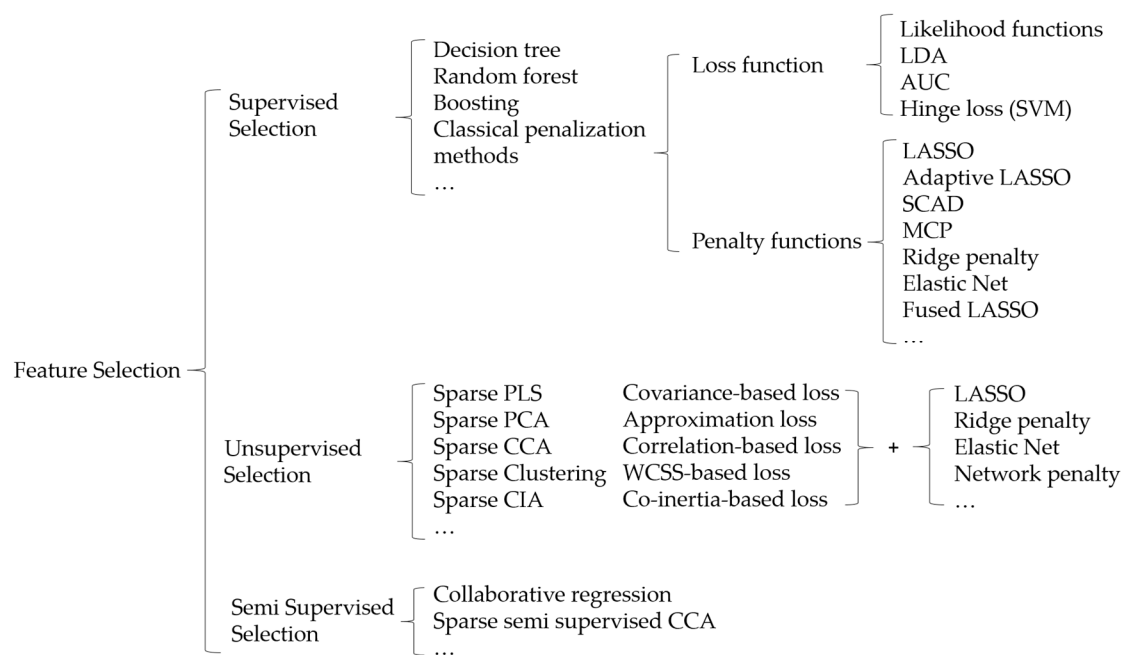 Feature Selection
Supervised
Selection
Decision tree
Random forest
Boosting
Classical penalization
methods
…
Loss function
Likelihood functions
LDA
AUC
Hinge loss (SVM)
Penalty functions
LASSO
Adaptive LASSO
SCAD
MCP
Ridge penalty
Elastic Net
Fused LASSO
…
Unsupervised
Selection
Sparse PLS Covariance-based loss
Sparse PCA Approximation loss
Sparse CCA Correlation-based loss
Sparse Clustering WCSS-based loss
Sparse CIA Co-inertia-based loss
…
+
LASSO
Ridge penalty
Elastic Net
Network penalty
…
Semi Supervised
Selection
Collaborative regression
Sparse semi supervised CCA
…